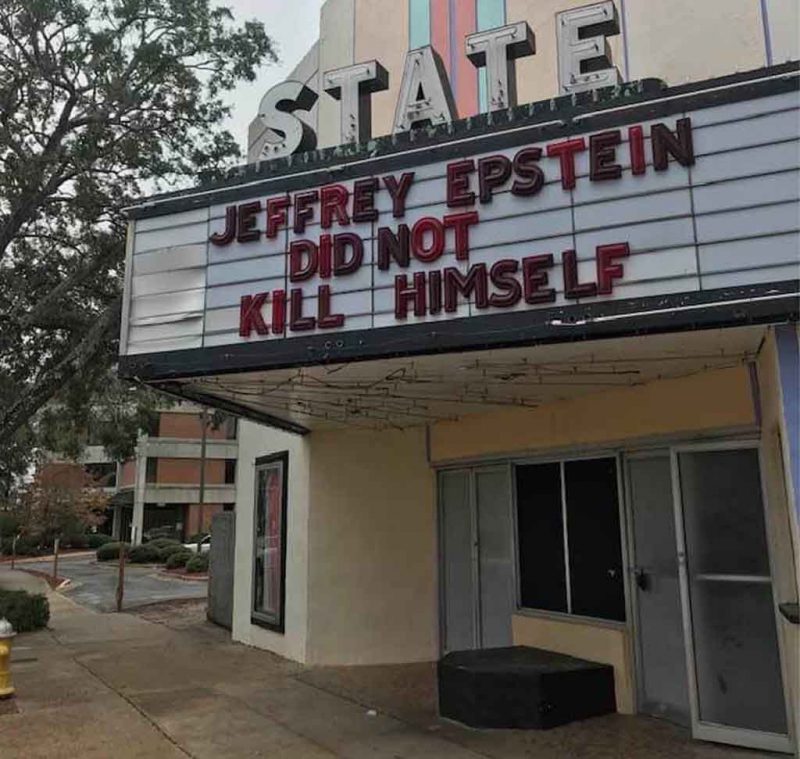 STATE
JEFFREY EPSTEIN
DID NOT
KILL HIMSELF